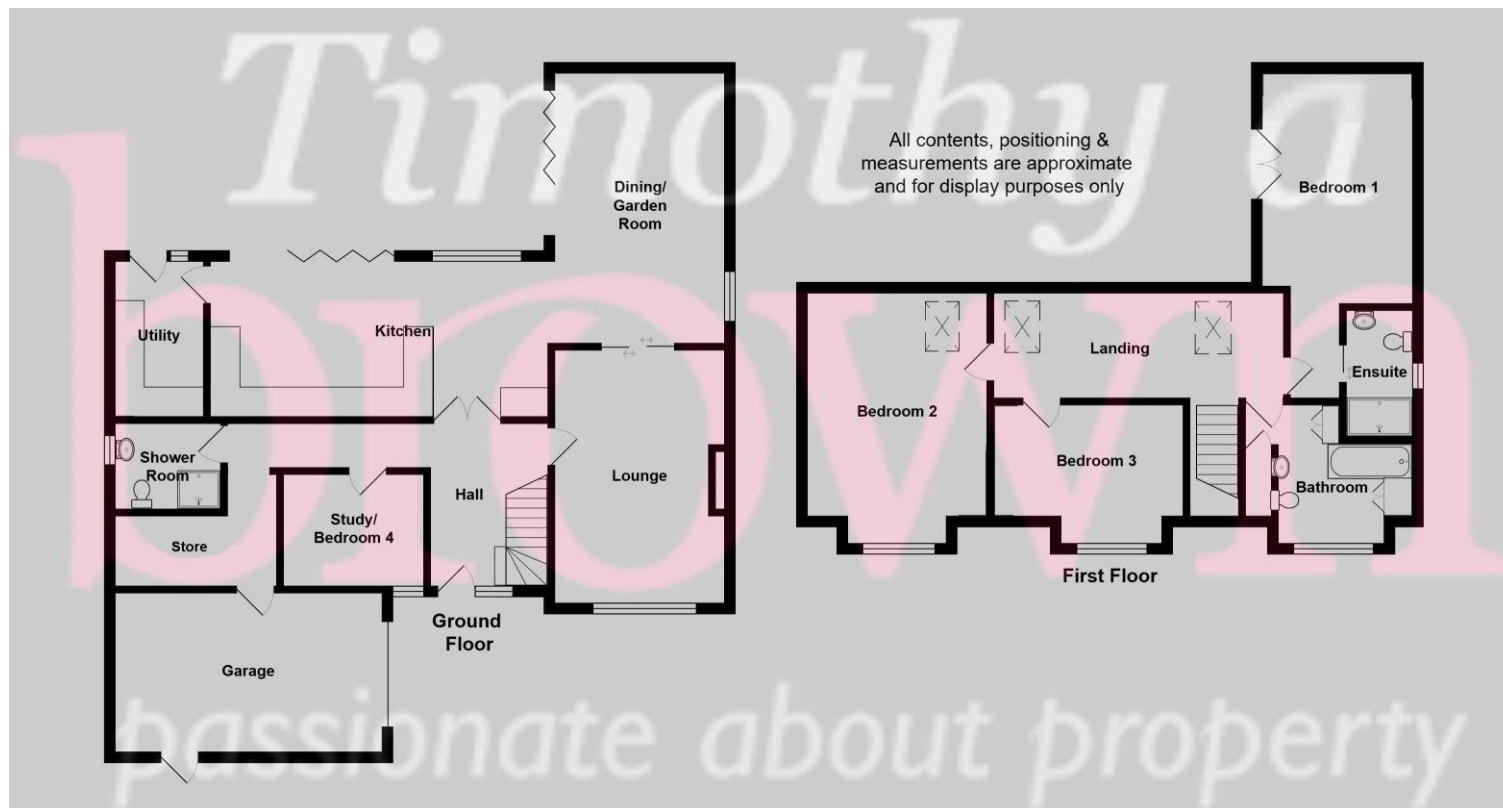 Timothy a
brown
passionate about property
All contents, positioning &
measurements are approximate
and for display purposes only
Dining/
Garden
Room
Utility
Kitchen
Shower
Room
Store
Study/
Bedroom 4
Hall
Lounge
Garage
Ground
Floor
Bedroom 1
Landing
Ensuite
Bedroom 2
Bedroom 3
Bathroom
First Floor